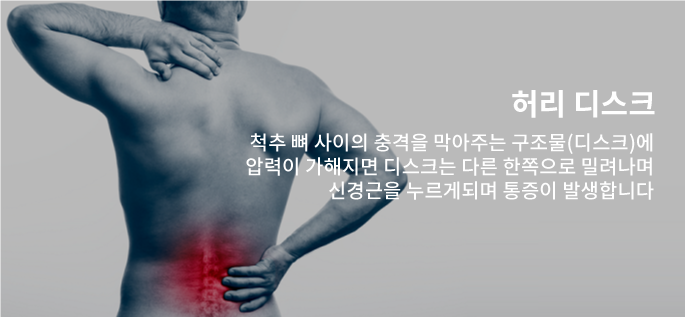 허리 디스크
척추 뼈 사이의 충격을 막아주는 구조물(디스크)에
압력이 가해지면 디스크는 다른 한쪽으로 밀려나며
신경근을 누르게되며 통증이 발생합니다